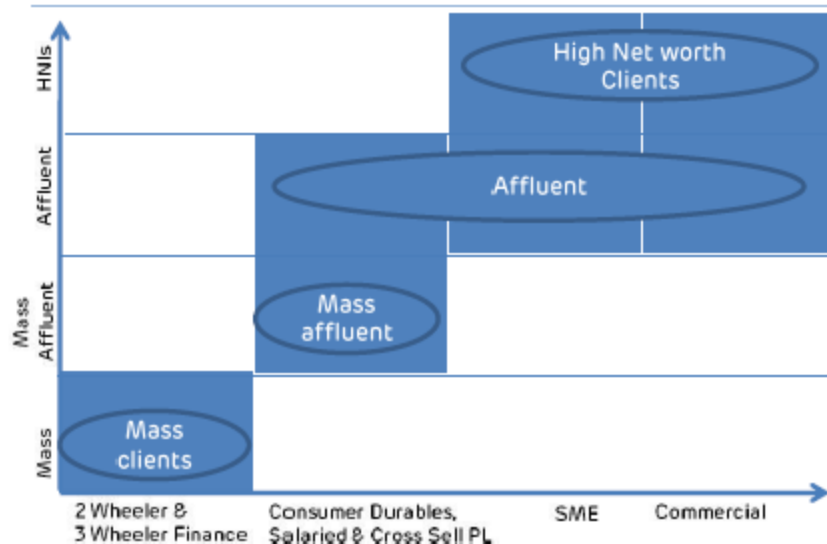 HNIs
High Net worth
Clients
Affluent
Affluent
Mass
Affluent
Mass
affluent
Mass
Mass
clients
2 Wheeler &
3 Wheeler Finance
Consumer Durables,
Salaried & Cross Sell PL
SME
Commercial